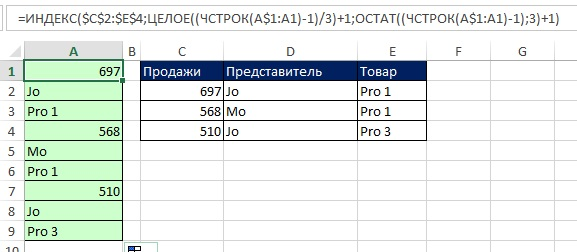 =ИНДЕКС($C$2:$E$4;ЦЕЛОЕ((ЧСТРОК(A$1:A1)-1)/3)+1;ОСТАТ((ЧСТРОК(A$1:A1)-1);3)+1)
A B C D E F G
1 697 Продажи Представитель Товар
2 Jo 697 Jo Pro 1
3 Pro 1 568 Mo Pro 1
4 568 510 Jo Pro 3
5 Mo
6 Pro 1
7 510
8 Jo
9 Pro 3
10